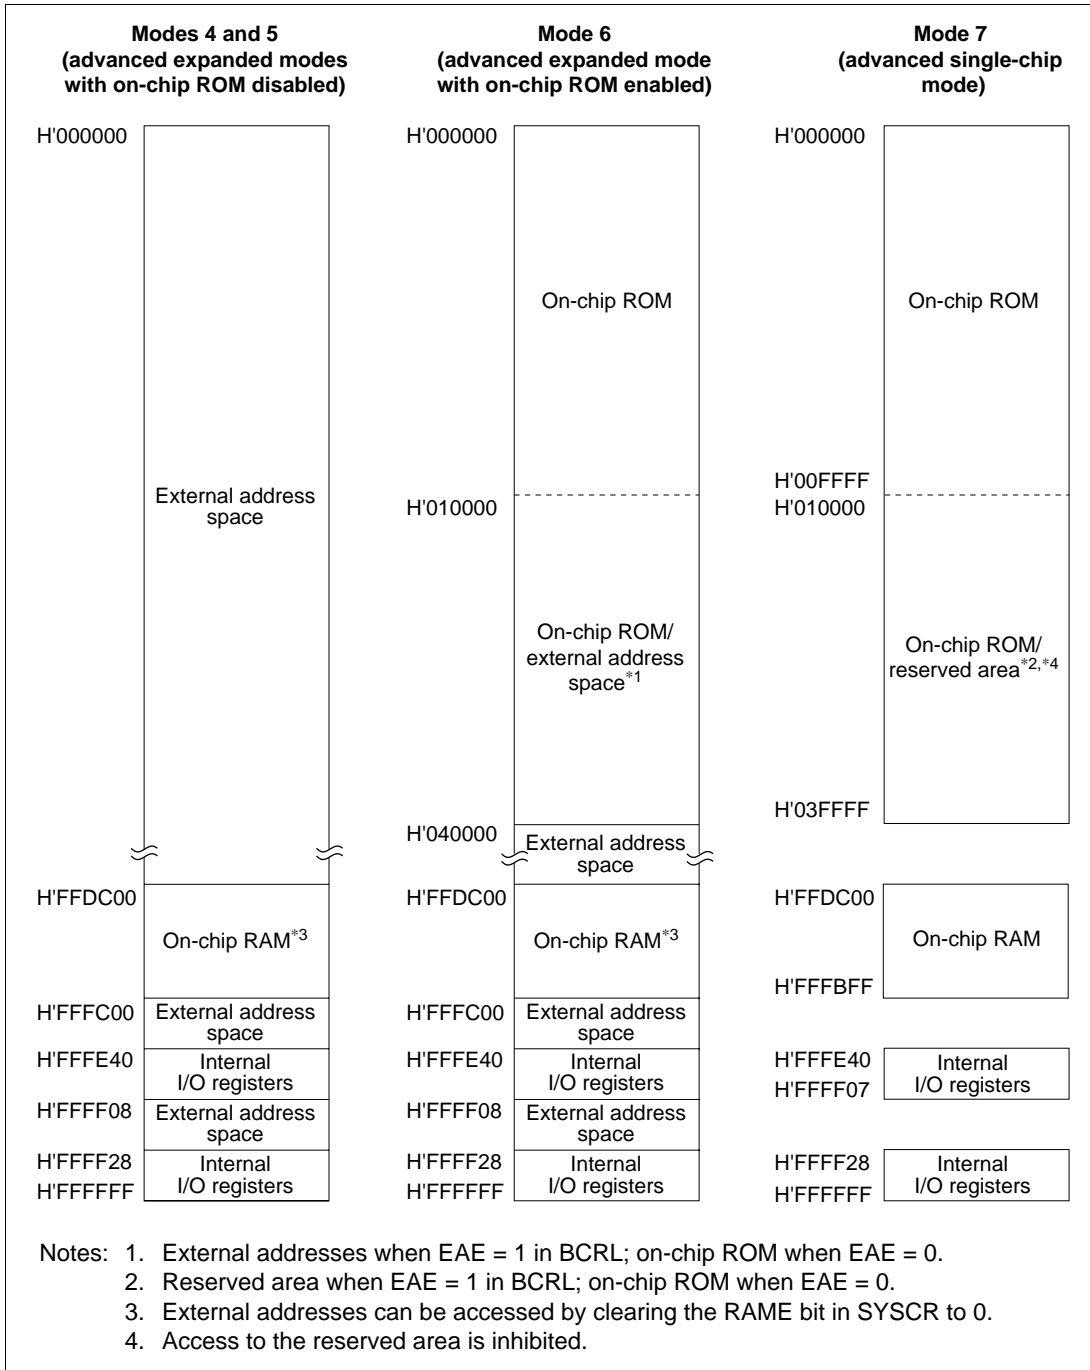 Modes 4 and 5
(advanced expanded modes
with on-chip ROM disabled)
H'000000
External address
space
H'FFDC00
On-chip RAM*3
H'FFFC00
External address
space
H'FFFE40
Internal
I/O registers
H'FFFF08
External address
space
H'FFFF28
Internal
I/O registers
H'FFFFFF
Mode 6
(advanced expanded mode
with on-chip ROM enabled)
H'000000
On-chip ROM
H'010000
On-chip ROM/
external address
space*1
H'040000
External address
space
H'FFDC00
On-chip RAM*3
H'FFFC00
External address
space
H'FFFE40
Internal
I/O registers
H'FFFF08
External address
space
H'FFFF28
Internal
I/O registers
H'FFFFFF
Mode 7
(advanced single-chip
mode)
H'000000
On-chip ROM
H'00FFFF
H'010000
On-chip ROM/
reserved area*2,*4
H'03FFFF
H'FFDC00
On-chip RAM
H'FFFBFF
H'FFFE40
Internal
I/O registers
H'FFFF07
H'FFFF28
Internal
I/O registers
H'FFFFFF
Notes: 1. External addresses when EAE = 1 in BCRL; on-chip ROM when EAE = 0.
2. Reserved area when EAE = 1 in BCRL; on-chip ROM when EAE = 0.
3. External addresses can be accessed by clearing the RAME bit in SYSCR to 0.
4. Access to the reserved area is inhibited.